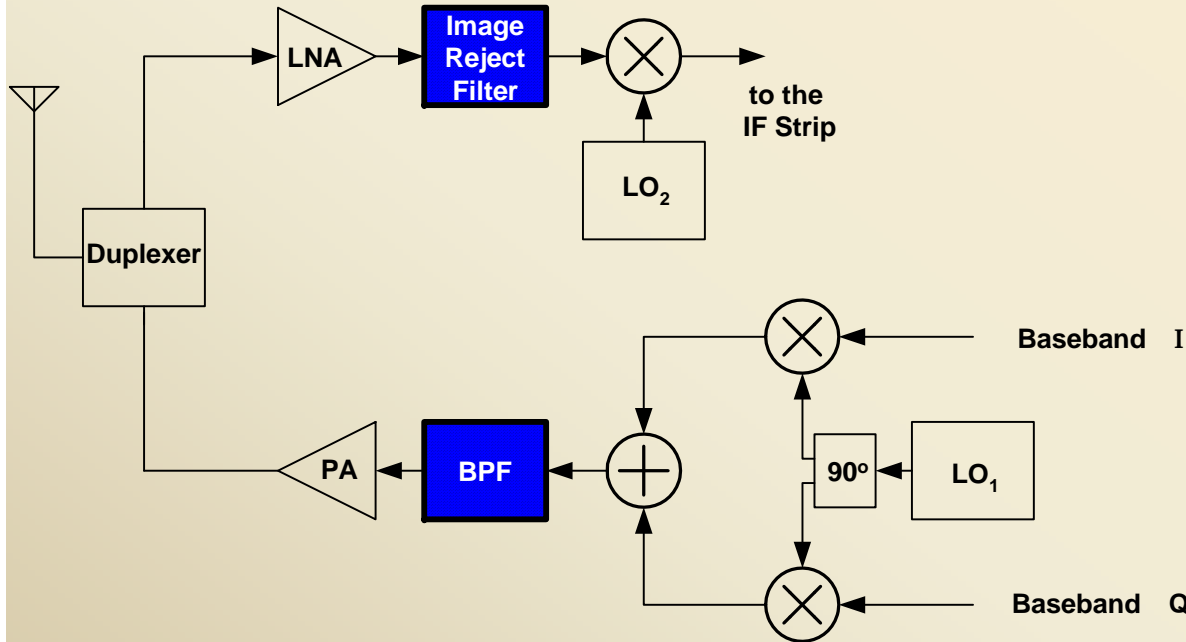 LNA
Image
Reject
Filter
to the
IF Strip
LO₂
Duplexer
Baseband I
PA
BPF
90º
LO₁
Baseband Q